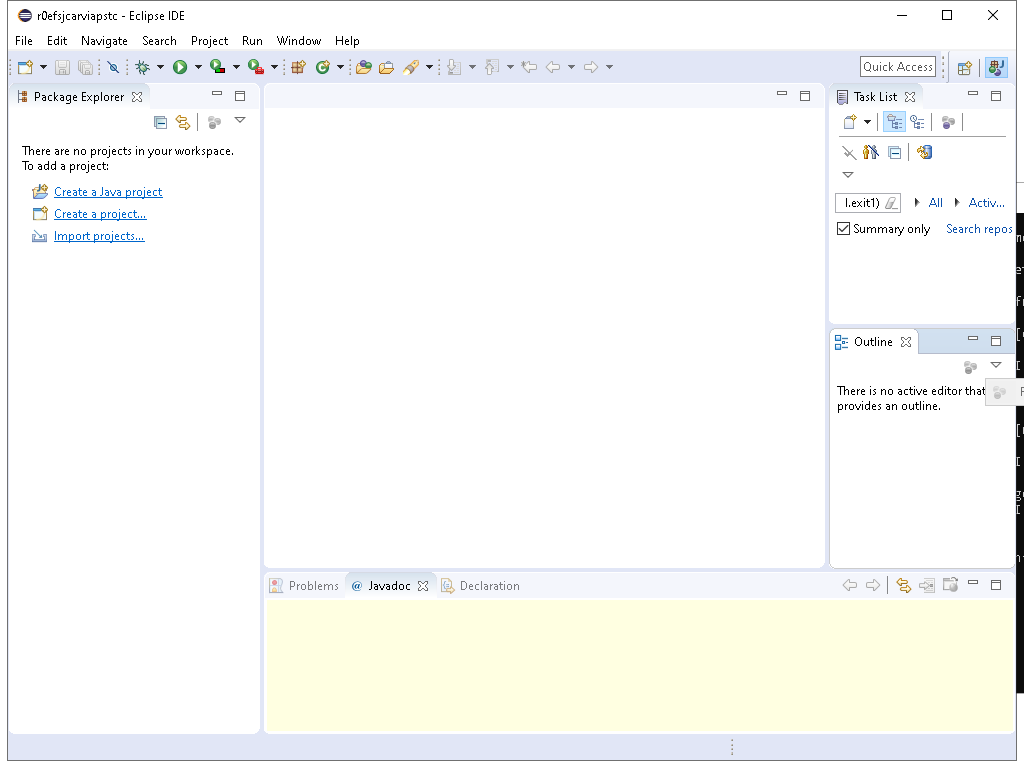 r0efsjcarviapstc - Eclipse IDE
File Edit Navigate Search Project Run Window Help
Quick Access
Package Explorer
There are no projects in your workspace.
To add a project:
Create a Java project
Create a project...
Import projects...
Task List
l.exit1) All Activ...
Summary only Search repos
Outline
There is no active editor that
provides an outline.
Problems @ Javadoc Declaration